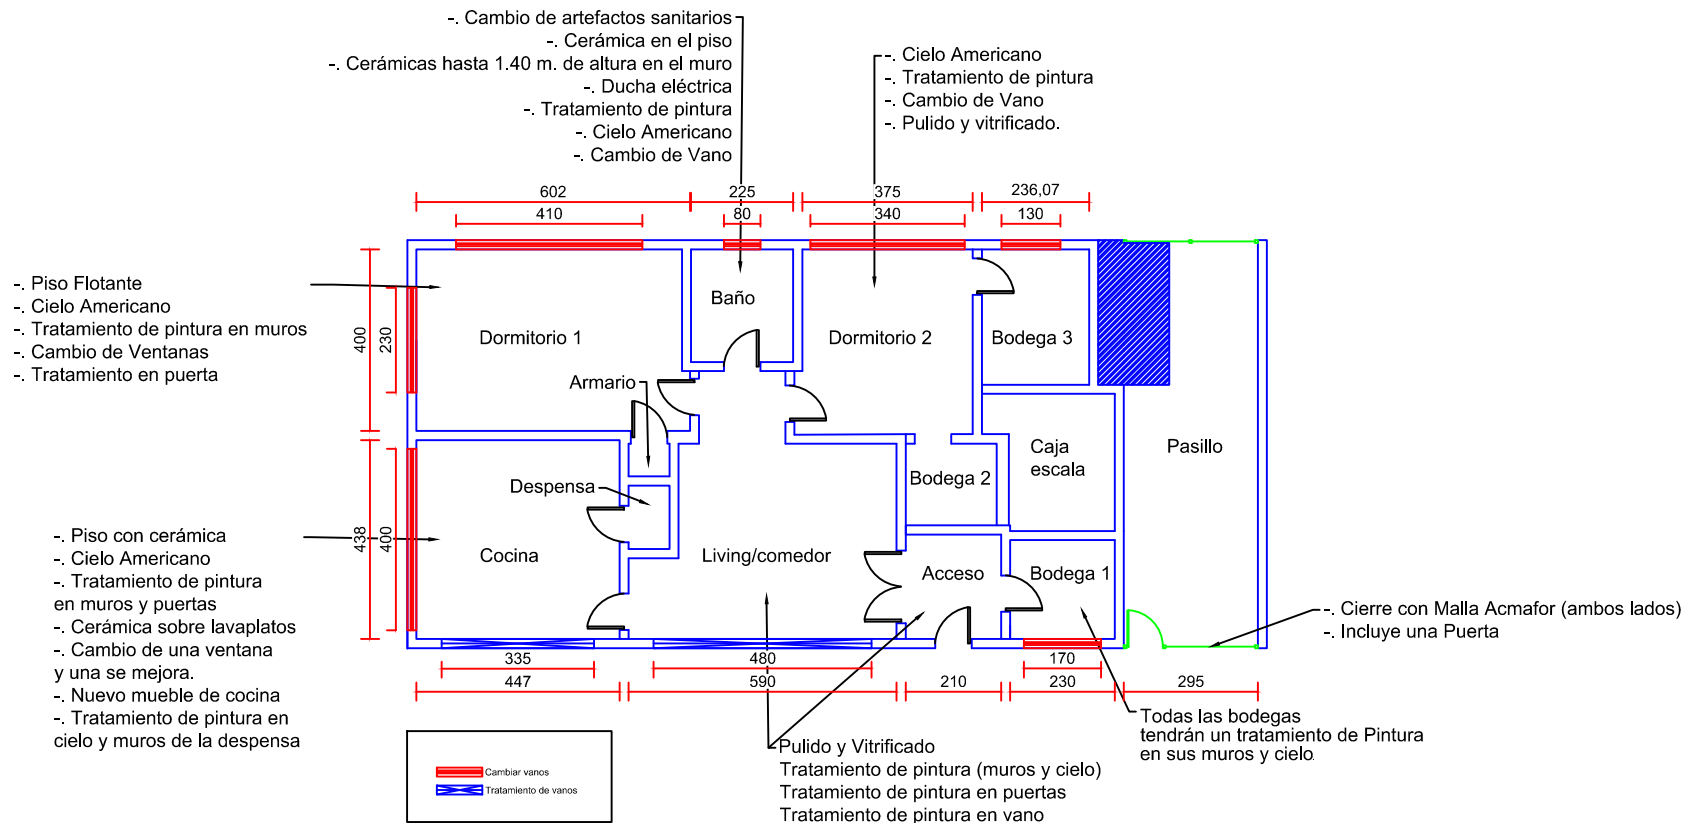 -. Cambio de artefactos sanitarios
-. Cerámica en el piso
-. Cerámicas hasta 1.40 m. de altura en el muro
-. Ducha eléctrica
-. Tratamiento de pintura
-. Cielo Americano
-. Cambio de Vano
-. Cielo Americano
-. Tratamiento de pintura
-. Cambio de Vano
-. Pulido y vitrificado.
602
225
375
236,07
410
80
340
130
-. Piso Flotante
-. Cielo Americano
-. Tratamiento de pintura en muros
-. Cambio de Ventanas
-. Tratamiento en puerta
400
230
Dormitorio 1
Baño
Dormitorio 2
Bodega 3
Armario
Caja
escala
Pasillo
Despensa
Bodega 2
438
400
Cocina
Living/comedor
Acceso
Bodega 1
-. Piso con cerámica
-. Cielo Americano
-. Tratamiento de pintura
en muros y puertas
-. Cerámica sobre lavaplatos
-. Cambio de una ventana
y una se mejora.
-. Nuevo mueble de cocina
-. Tratamiento de pintura en
cielo y muros de la despensa
-. Cierre con Malla Acmafor (ambos lados)
-. Incluye una Puerta
335
480
170
447
590
210
230
295
Todas las bodegas
tendrán un tratamiento de Pintura
en sus muros y cielo.
Pulido y Vitrificado
Tratamiento de pintura (muros y cielo)
Tratamiento de pintura en puertas
Tratamiento de pintura en vano
Cambiar vanos
Tratamiento de vanos